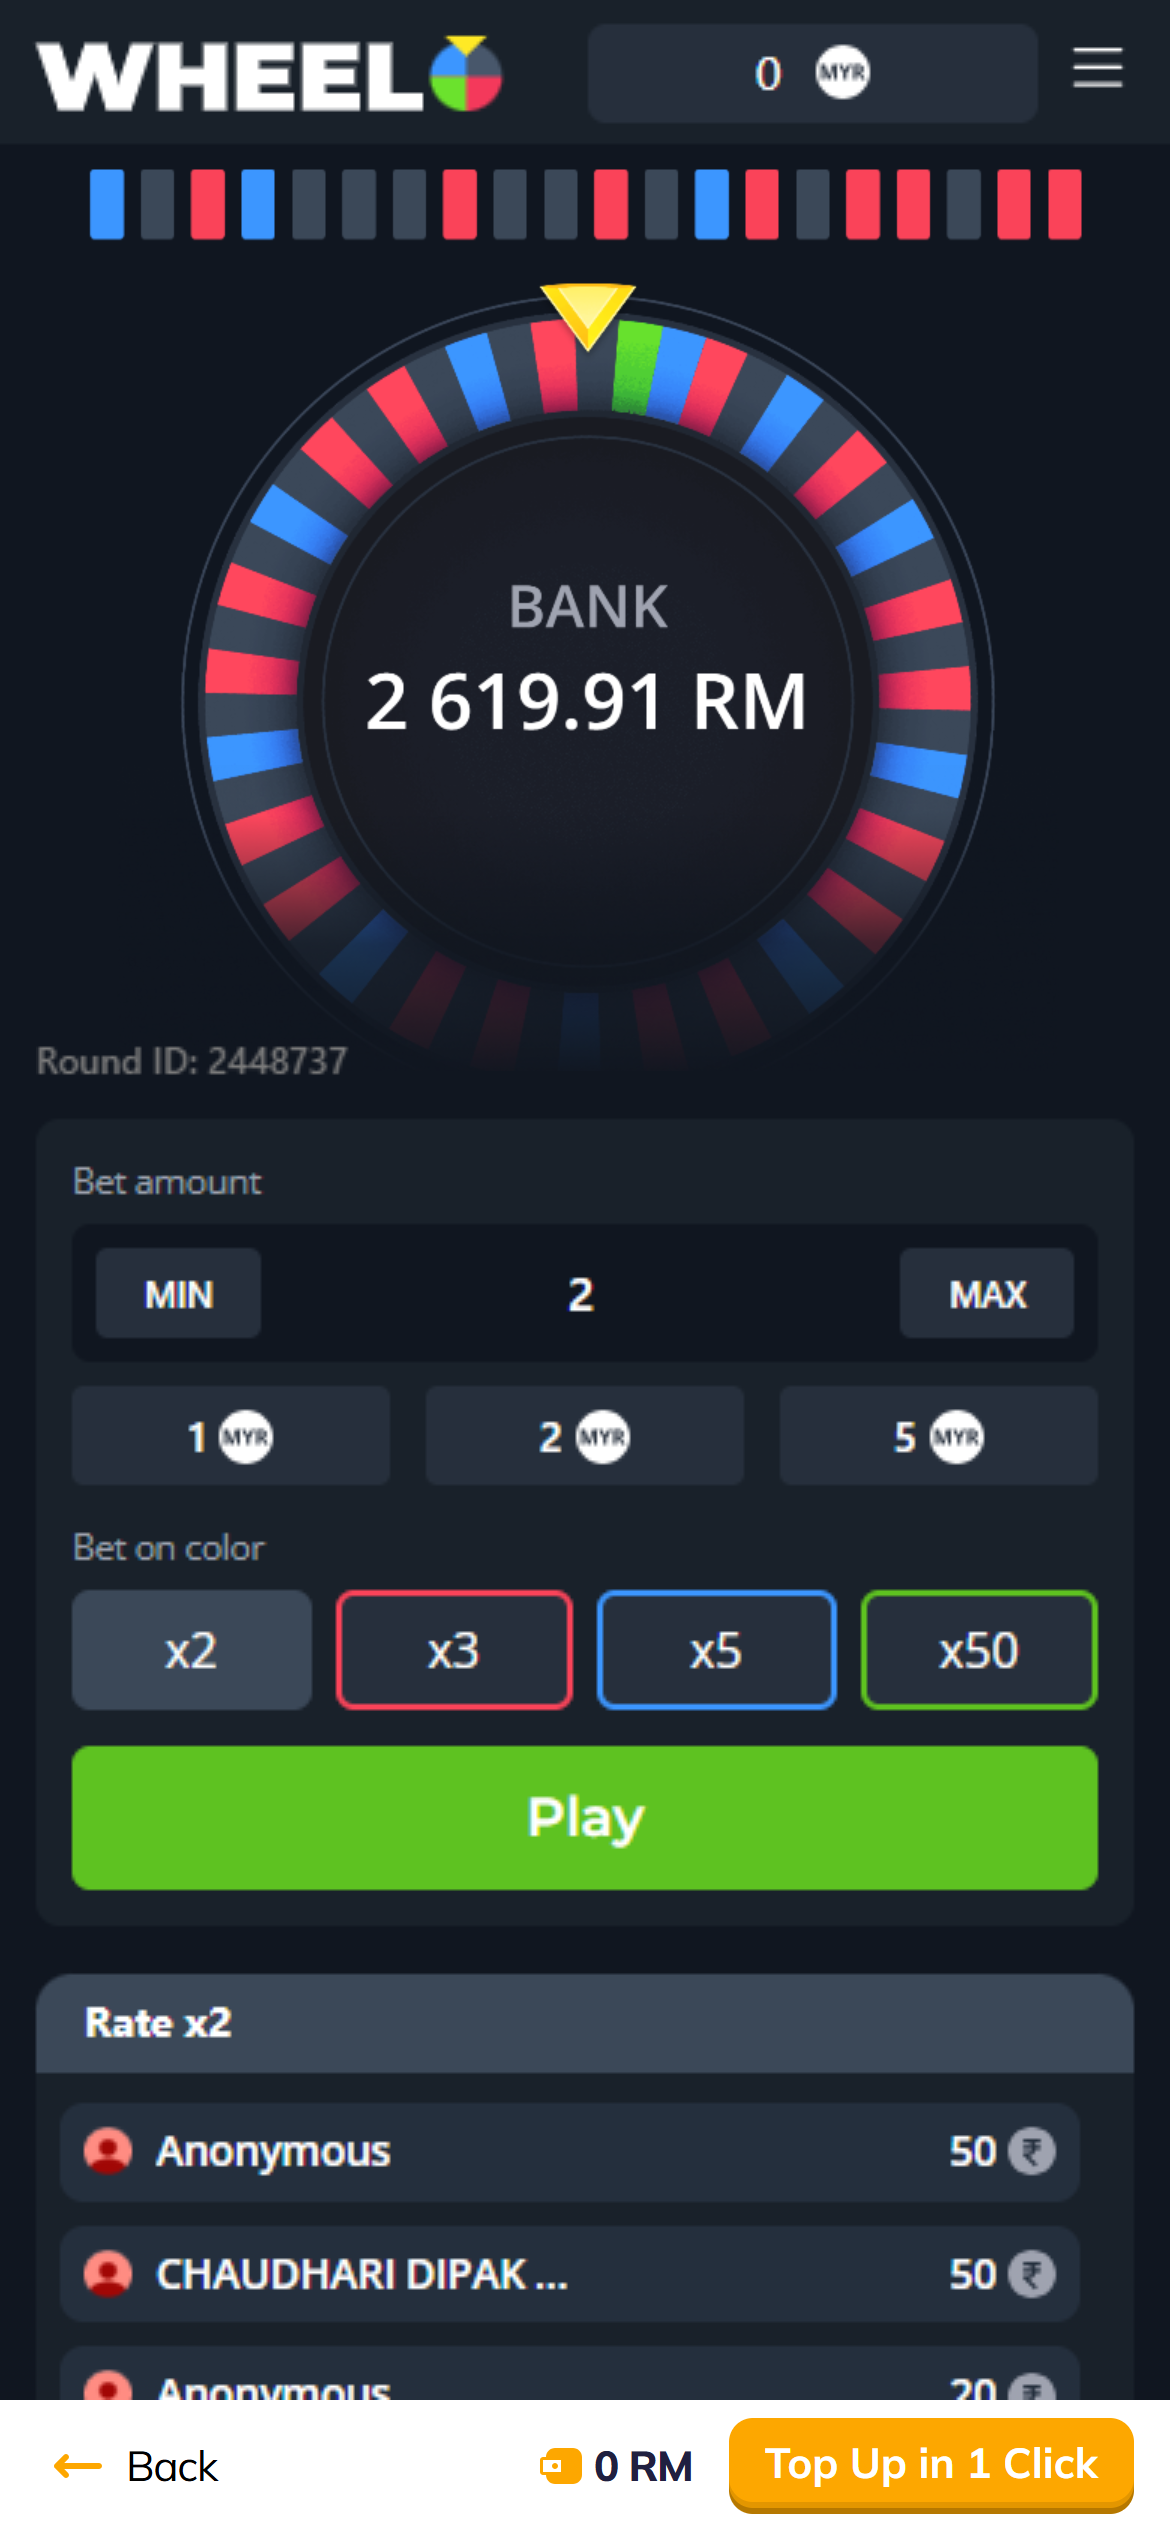 WHEEL
0 MYR
BANK
2 619.91 RM
Round ID: 2448737
Bet amount
MIN 2 MAX
1 MYR 2 MYR 5 MYR
Bet on color
x2 x3 x5 x50
Play
Rate x2
Anonymous 50 ₹
CHAUDHARI DIPAK ... 50 ₹
Anonymous 20 ₹
Back 0 RM Top Up in 1 Click